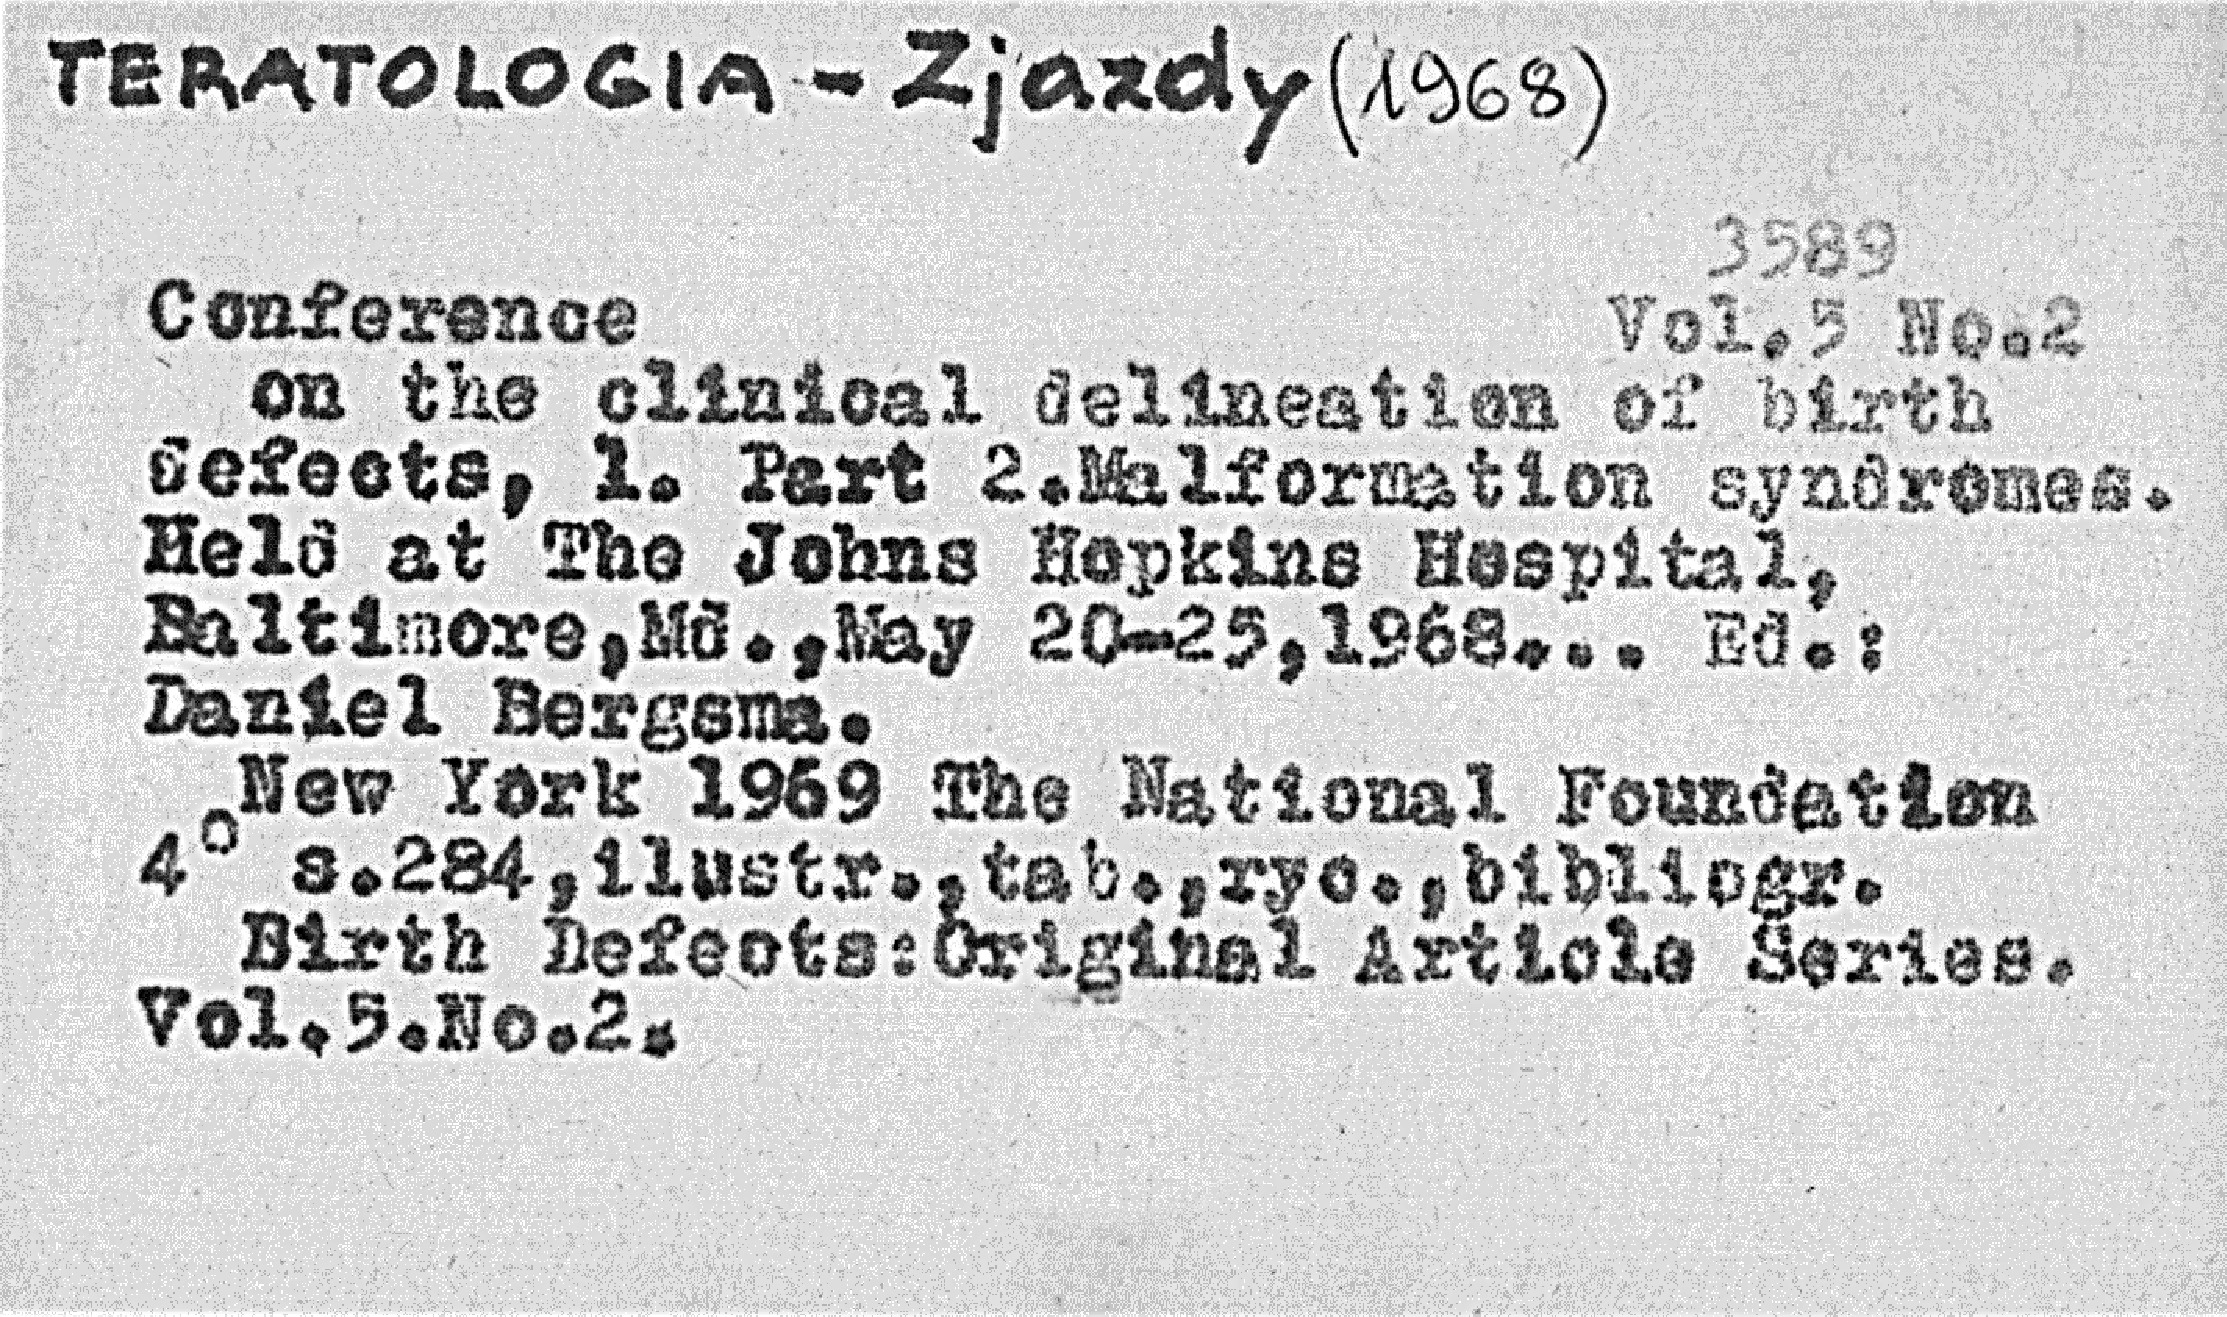 TERATOLOGIA - Zjazdy (1968)
3589
Conference
Vol.5 No.2
on the clinical delineation of birth
defects, 1. Part 2.Malformation syndromes.
Held at The Johns Hopkins Hospital,
Baltimore,Md.,May 20-25,1968... Ed.:
Daniel Bergsma.
New York 1969 The National Foundation
4° s.284,ilustr.,tab.,ryc.,bibliogr.
Birth Defects:Original Article Series.
Vol.5.No.2.